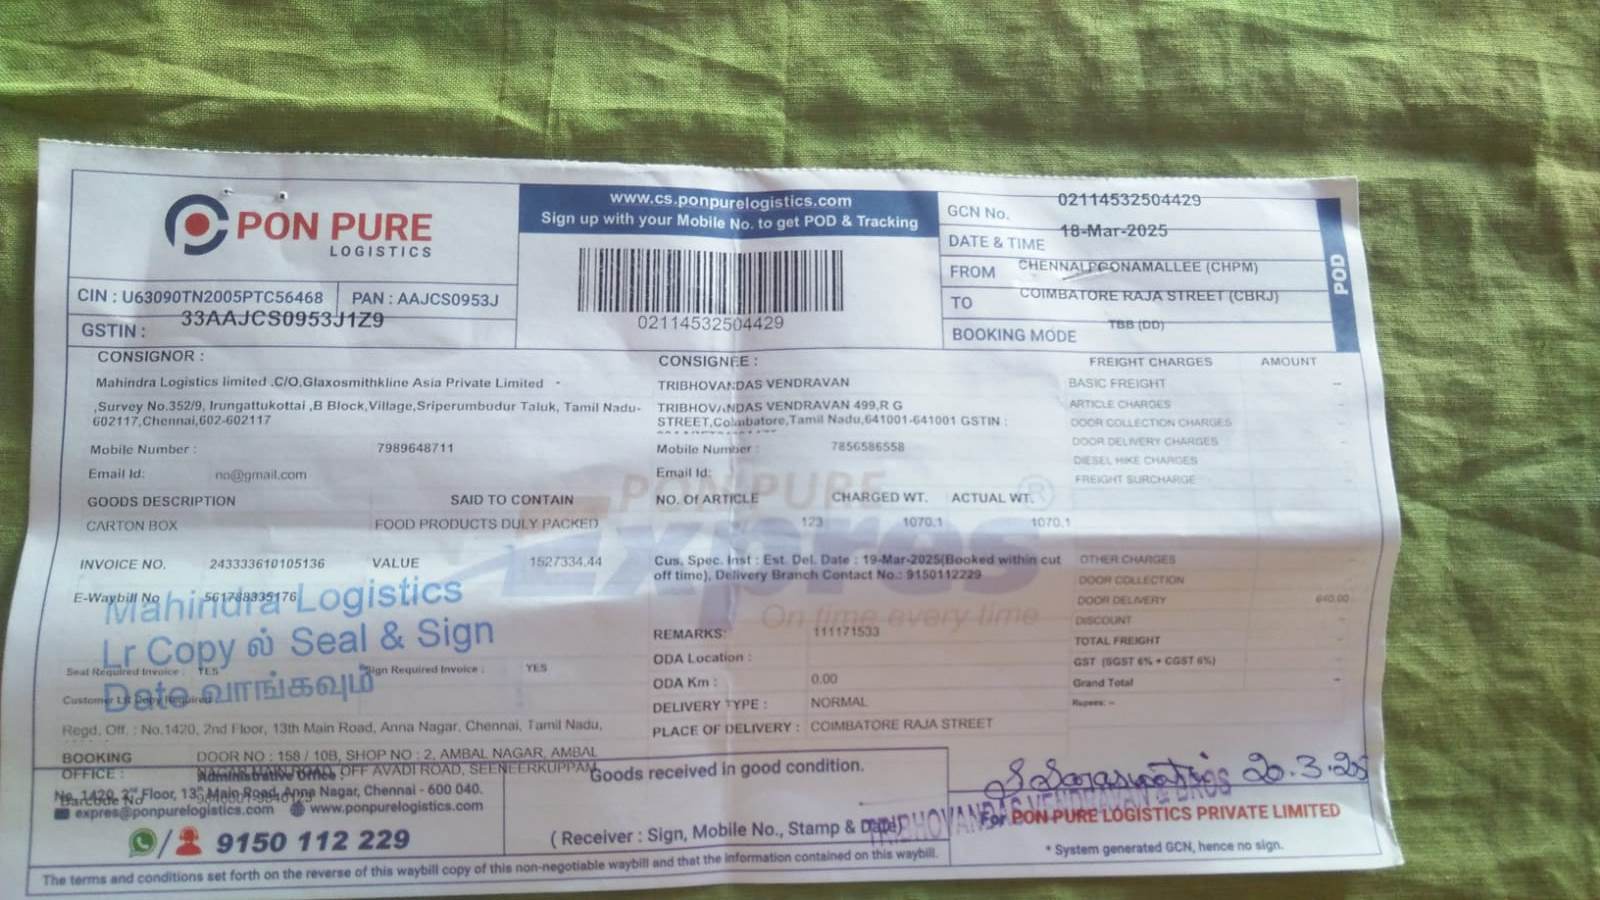 PON PURE
LOGISTICS
CIN : U63090TN2005PTC56468 PAN : AAJCS0953J
GSTIN : 33AAJCS0953J1Z9
www.cs.ponpurelogistics.com
Sign up with your Mobile No. to get POD & Tracking
02114532504429
GCN No. 02114532504429
DATE & TIME 18-Mar-2025
FROM CHENNAI POONAMALLEE (CHPM)
TO COIMBATORE RAJA STREET (CBRJ)
BOOKING MODE TBB (DD)
POD
CONSIGNOR :
Mahindra Logistics limited .C/O,Glaxosmithkline Asia Private Limited -
,Survey No.352/9, Irungattukottai ,B Block,Village,Sriperumbudur Taluk, Tamil Nadu-
602117,Chennai,602-602117
Mobile Number : 7989648711
Email Id: no@gmail.com
CONSIGNEE :
TRIBHOVANDAS VENDRAVAN
TRIBHOVANDAS VENDRAVAN 499,R G
STREET,Coimbatore,Tamil Nadu,641001-641001 GSTIN :
Mobile Number : 7856586558
Email Id:
FREIGHT CHARGES AMOUNT
BASIC FREIGHT --
ARTICLE CHARGES
DOOR COLLECTION CHARGES
DOOR DELIVERY CHARGES
DIESEL HIKE CHARGES
FREIGHT SURCHARGE
GOODS DESCRIPTION SAID TO CONTAIN
CARTON BOX FOOD PRODUCTS DULY PACKED
NO. Of ARTICLE CHARGED WT. ACTUAL WT.
123 1070.1 1070.1
PON PURE
Expres ®
On time every time
INVOICE NO. 243333610105136 VALUE 1527334.44
E-Waybill No 561788335176
Cus. Spec. Inst : Est. Del. Date : 19-Mar-2025(Booked within cut
off time), Delivery Branch Contact No.: 9150112229
OTHER CHARGES
DOOR COLLECTION
DOOR DELIVERY 640.00
DISCOUNT
TOTAL FREIGHT
GST (SGST 6% + CGST 6%)
Grand Total
Rupees: --
Mahindra Logistics
Lr Copy ல் Seal & Sign
Date வாங்கவும்
Seal Required Invoice : YES Sign Required Invoice : YES
Customer LR Copy Required
REMARKS: 111171533
ODA Location :
ODA Km : 0.00
DELIVERY TYPE : NORMAL
PLACE OF DELIVERY : COIMBATORE RAJA STREET
Regd. Off. : No.1420, 2nd Floor, 13th Main Road, Anna Nagar, Chennai, Tamil Nadu,
BOOKING OFFICE : DOOR NO : 158 / 10B, SHOP NO : 2, AMBAL NAGAR, AMBAL
NAGAR MAIN ROAD, OFF AVADI ROAD, SEENEERKUPPAM,
Administrative Office :
No. 1420, 2nd Floor, 13th Main Road, Anna Nagar, Chennai - 600 040.
Barcode No
expres@ponpurelogistics.com www.ponpurelogistics.com
9150 112 229
Goods received in good condition.
( Receiver : Sign, Mobile No., Stamp & Date)
20.3.25
TRIBHOVANDAS VENDRAVAN & BROS
For PON PURE LOGISTICS PRIVATE LIMITED
* System generated GCN, hence no sign.
The terms and conditions set forth on the reverse of this waybill copy of this non-negotiable waybill and that the information contained on this waybill.